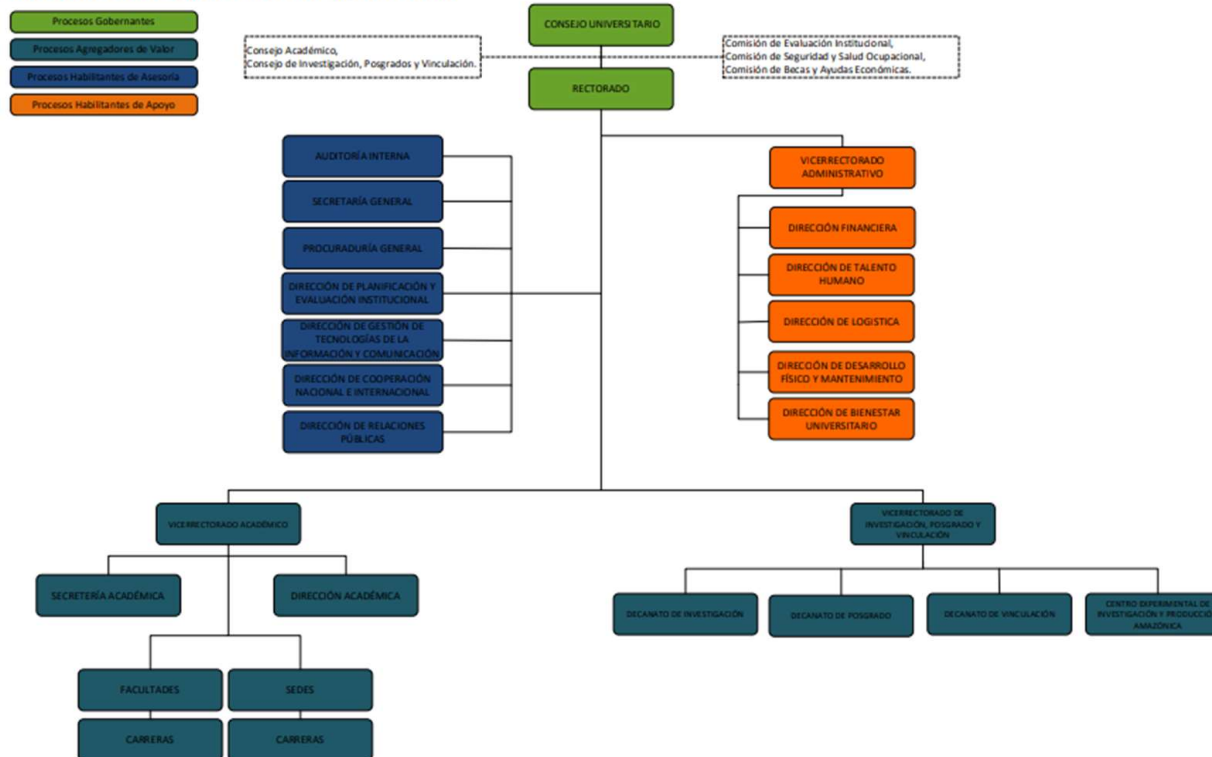 Procesos Gobernantes
Procesos Agregadores de Valor
Procesos Habilitantes de Asesoría
Procesos Habilitantes de Apoyo
CONSEJO UNIVERSITARIO
Consejo Académico,
Consejo de Investigación, Posgrados y Vinculación.
Comisión de Evaluación Institucional,
Comisión de Seguridad y Salud Ocupacional,
Comisión de Becas y Ayudas Económicas.
RECTORADO
AUDITORÍA INTERNA
SECRETARÍA GENERAL
PROCURADURÍA GENERAL
DIRECCIÓN DE PLANIFICACIÓN Y
EVALUACIÓN INSTITUCIONAL
DIRECCIÓN DE GESTIÓN DE
TECNOLOGÍAS DE LA
INFORMACIÓN Y COMUNICACIÓN
DIRECCIÓN DE COOPERACIÓN
NACIONAL E INTERNACIONAL
DIRECCIÓN DE RELACIONES
PÚBLICAS
VICERRECTORADO
ADMINISTRATIVO
DIRECCIÓN FINANCIERA
DIRECCIÓN DE TALENTO
HUMANO
DIRECCIÓN DE LOGISTICA
DIRECCIÓN DE DESARROLLO
FÍSICO Y MANTENIMIENTO
DIRECCIÓN DE BIENESTAR
UNIVERSITARIO
VICERRECTORADO ACADÉMICO
SECRETERÍA ACADÉMICA
DIRECCIÓN ACADÉMICA
FACULTADES
SEDES
CARRERAS
CARRERAS
VICERRECTORADO DE
INVESTIGACIÓN, POSGRADO Y
VINCULACIÓN
DECANATO DE INVESTIGACIÓN
DECANATO DE POSGRADO
DECANATO DE VINCULACIÓN
CENTRO EXPERIMENTAL DE
INVESTIGACIÓN Y PRODUCCIÓN
AMAZÓNICA